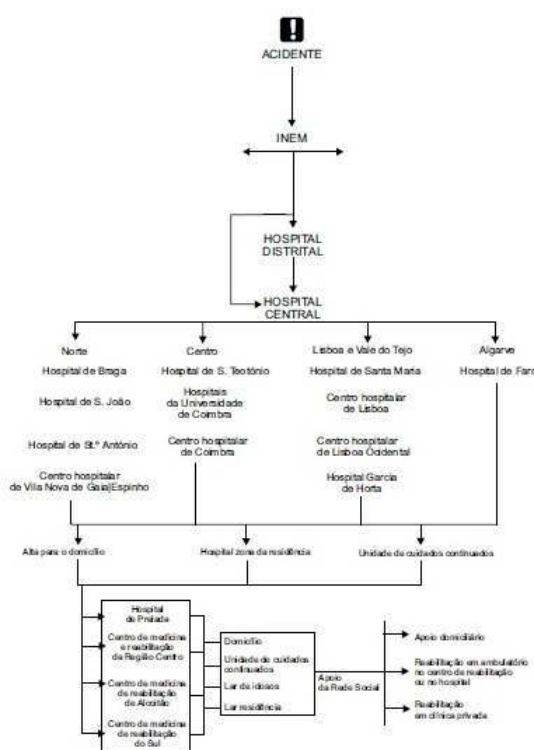 !
ACIDENTE
INEM
HOSPITAL
DISTRITAL
HOSPITAL
CENTRAL
Norte
Hospital de Braga
Hospital de S. João
Hospital de St.º António
Centro hospitalar
de Vila Nova de Gaia|Espinho
Centro
Hospital de S. Teotónio
Hospitais
da Universidade
de Coimbra
Centro hospitalar
de Coimbra
Lisboa e Vale do Tejo
Hospital de Santa Maria
Centro hospitalar
de Lisboa
Centro hospitalar
de Lisboa Ocidental
Hospital Garcia
de Horta
Algarve
Hospital de Faro
Alta para o domicílio
Hospital zona da residência
Unidade de cuidados continuados
Hospital
de Prelada
Centro de medicina
e reabilitação
da Região Centro
Centro de medicina
de reabilitação
de Alcoitão
Centro de medicina
de reabilitação
do Sul
Domicílio
Unidade de cuidados
continuados
Lar de idosos
Lar residência
Apoio
da Rede Social
Apoio domiciliário
Reabilitação em ambulatório
no centro de reabilitação
ou no hospital
Reabilitação
em clínica privada